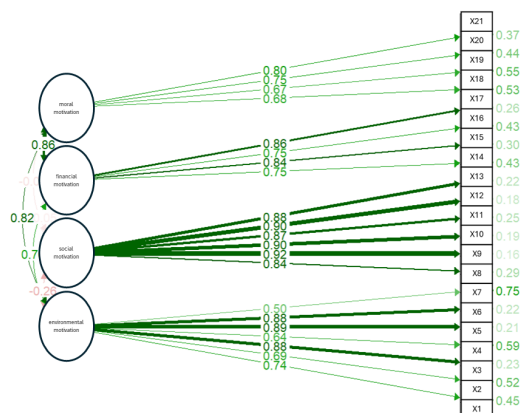 X21
X20
0.37
X19
0.44
X18
0.55
X17
0.53
X16
0.26
X15
0.43
X14
0.30
X13
0.43
X12
0.22
X11
0.18
X10
0.25
X9
0.19
X8
0.16
X7
0.29
X6
0.75
X5
0.22
X4
0.21
X3
0.59
X2
0.23
X1
0.52
0.45
0.80
0.75
0.67
0.68
moral
motivation
0.86
0.86
0.75
0.84
0.75
financial
motivation
0.82
0.88
0.90
0.87
0.90
0.92
0.84
social
motivation
-0.26
0.50
0.88
0.89
0.64
0.88
0.69
0.74
environmental
motivation